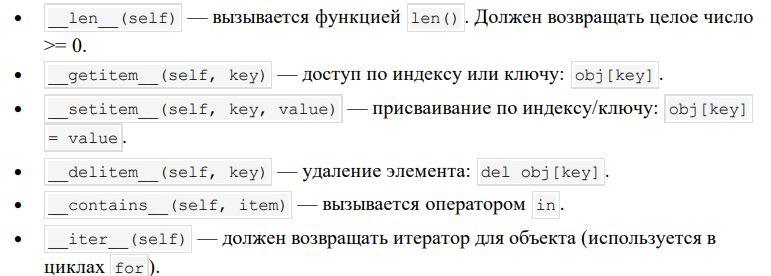 • __len__(self) — вызывается функцией len(). Должен возвращать целое число
>= 0.
• __getitem__(self, key) — доступ по индексу или ключу: obj[key].
• __setitem__(self, key, value) — присваивание по индексу/ключу: obj[key]
= value.
• __delitem__(self, key) — удаление элемента: del obj[key].
• __contains__(self, item) — вызывается оператором in.
• __iter__(self) — должен возвращать итератор для объекта (используется в
циклах for).